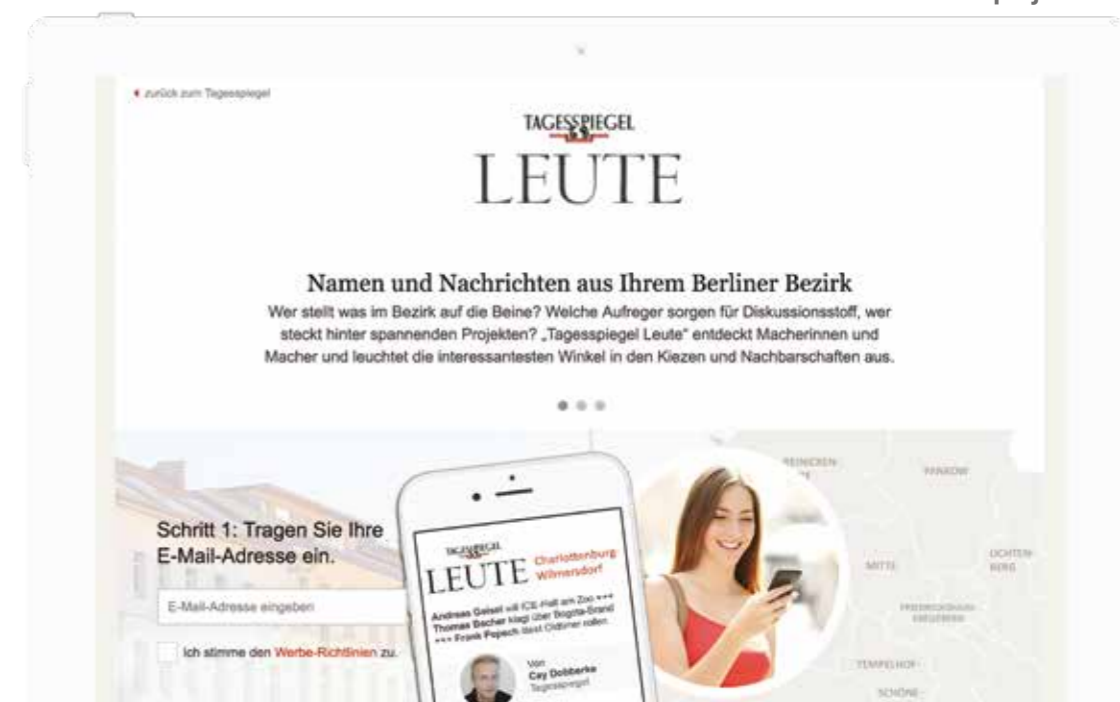 zurück zum Tagesspiegel
TAGESSPIEGEL
LEUTE
Namen und Nachrichten aus Ihrem Berliner Bezirk
Wer stellt was im Bezirk auf die Beine? Welche Aufreger sorgen für Diskussionsstoff, wer
steckt hinter spannenden Projekten? „Tagesspiegel Leute“ entdeckt Macherinnen und
Macher und leuchtet die interessantesten Winkel in den Kiezen und Nachbarschaften aus.
Schritt 1: Tragen Sie Ihre
E-Mail-Adresse ein.
E-Mail-Adresse eingeben
Ich stimme den Werbe-Richtlinien zu.
TAGESSPIEGEL
LEUTE Charlottenburg
Wilmersdorf
Andreas Geisel will ICE-Halt am Zoo +++
Thomas Bscher klagt über Bogota-Brand
+++ Frank Pepsch lässt Oldtimer rollen
Von
Cay Dobberke
Tagesspiegel
REINICKEN-
PANKOW
MITTE
LICHTEN-
BERG
FRIEDRICHSHAIN-
KREUZBERG
TEMPELHOF-
SCHÖNE-